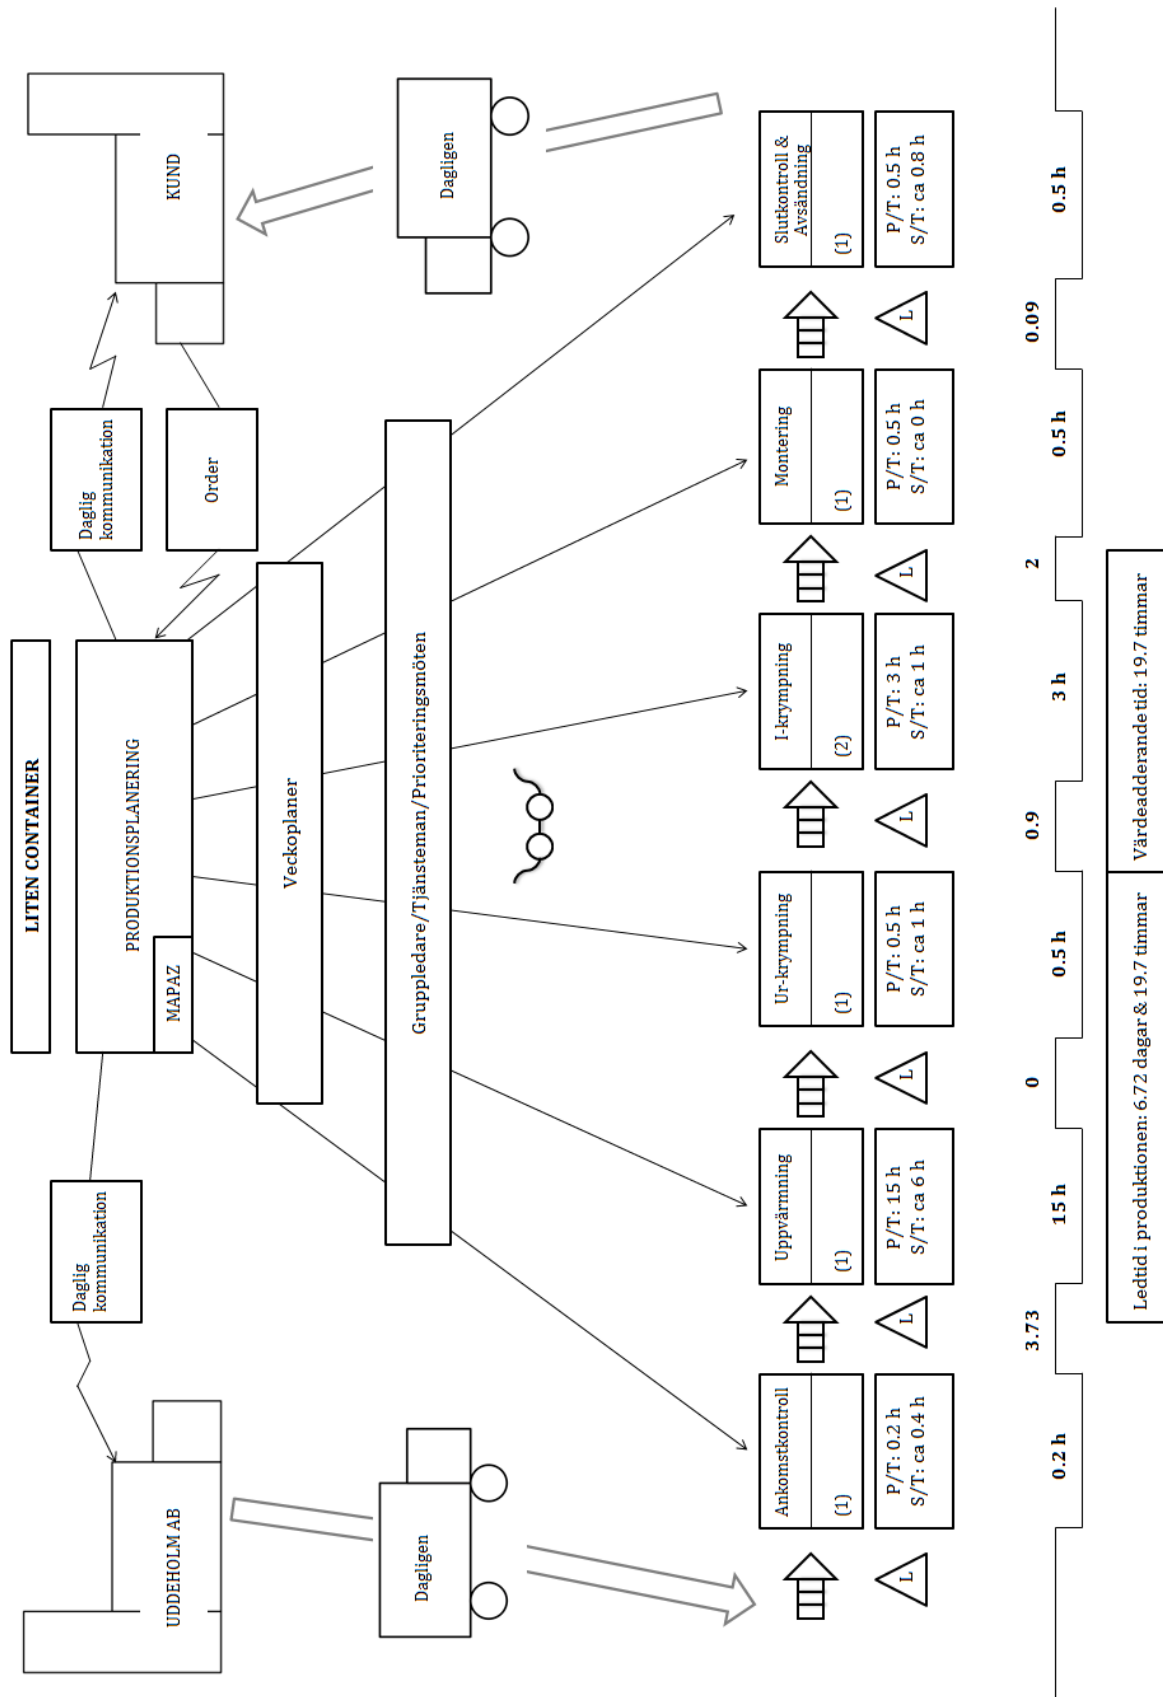 LITEN CONTAINER
UDDEHOLM AB
Daglig
kommunikation
PRODUKTIONSPLANERING
MAPAZ
Daglig
kommunikation
Order
KUND
Veckoplaner
Gruppledare/Tjänsteman/Prioriteringsmöten
Dagligen
Dagligen
Ankomstkontroll
(1)
Uppvärmning
(1)
Ur-krympning
(1)
I-krympning
(2)
Montering
(1)
Slutkontroll &
Avsändning
(1)
L
P/T: 0.2 h
S/T: ca 0.4 h
L
P/T: 15 h
S/T: ca 6 h
L
P/T: 0.5 h
S/T: ca 1 h
L
P/T: 3 h
S/T: ca 1 h
L
P/T: 0.5 h
S/T: ca 0 h
L
P/T: 0.5 h
S/T: ca 0.8 h
0.2 h
3.73
15 h
0
0.5 h
0.9
3 h
2
0.5 h
0.09
0.5 h
Ledtid i produktionen: 6.72 dagar & 19.7 timmar
Värdeadderande tid: 19.7 timmar